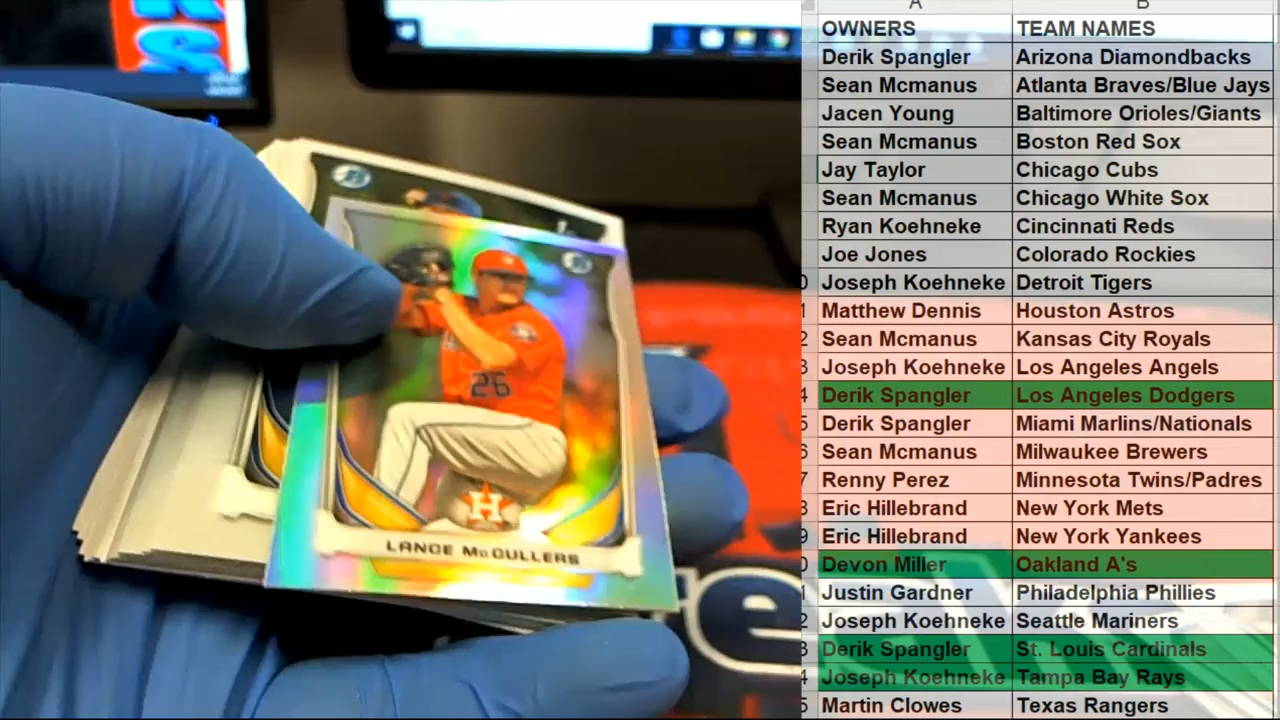 A B
OWNERS TEAM NAMES
Derik Spangler Arizona Diamondbacks
Sean Mcmanus Atlanta Braves/Blue Jays
Jacen Young Baltimore Orioles/Giants
Sean Mcmanus Boston Red Sox
Jay Taylor Chicago Cubs
Sean Mcmanus Chicago White Sox
Ryan Koehneke Cincinnati Reds
Joe Jones Colorado Rockies
Joseph Koehneke Detroit Tigers
Matthew Dennis Houston Astros
Sean Mcmanus Kansas City Royals
Joseph Koehneke Los Angeles Angels
Derik Spangler Los Angeles Dodgers
Derik Spangler Miami Marlins/Nationals
Sean Mcmanus Milwaukee Brewers
Renny Perez Minnesota Twins/Padres
Eric Hillebrand New York Mets
Eric Hillebrand New York Yankees
Devon Miller Oakland A's
Justin Gardner Philadelphia Phillies
Joseph Koehneke Seattle Mariners
Derik Spangler St. Louis Cardinals
Joseph Koehneke Tampa Bay Rays
Martin Clowes Texas Rangers
26
H
LANCE McCULLERS